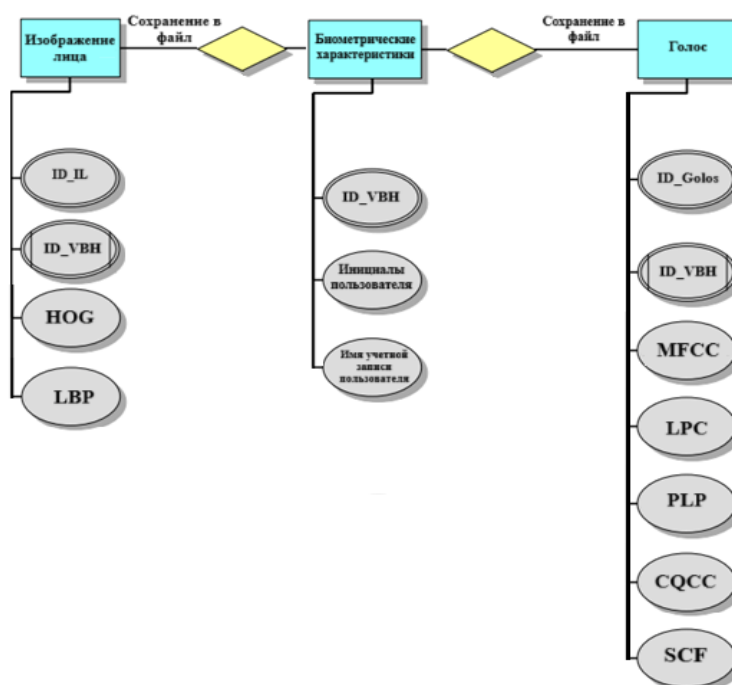 Изображение
лица
Сохранение в
файл
Биометрические
характеристики
Сохранение в
файл
Голос
ID_IL
ID_VBH
HOG
LBP
ID_VBH
Инициалы
пользователя
Имя учетной
записи
пользователя
ID_Golos
ID_VBH
MFCC
LPC
PLP
CQCC
SCF